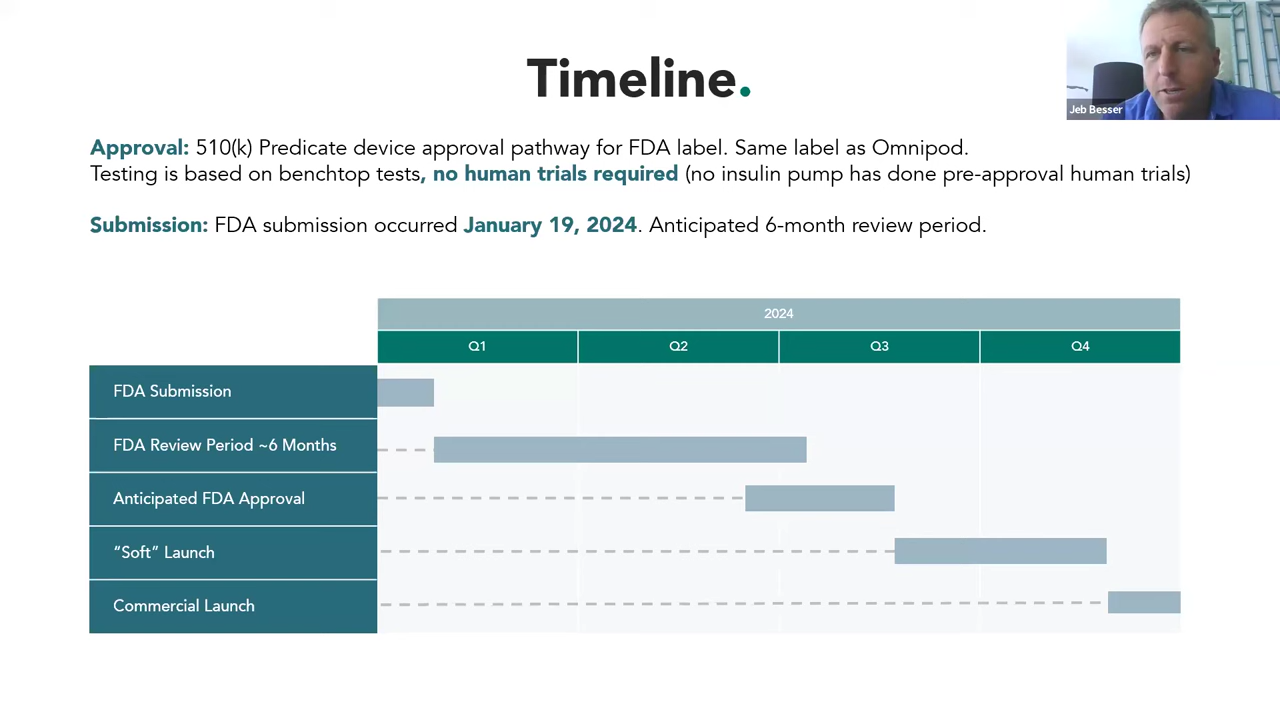 Timeline.
Jeb Besser
Approval: 510(k) Predicate device approval pathway for FDA label. Same label as Omnipod.
Testing is based on benchtop tests, no human trials required (no insulin pump has done pre-approval human trials)
Submission: FDA submission occurred January 19, 2024. Anticipated 6-month review period.
2024
Q1 Q2 Q3 Q4
FDA Submission
FDA Review Period ~6 Months
Anticipated FDA Approval
“Soft” Launch
Commercial Launch